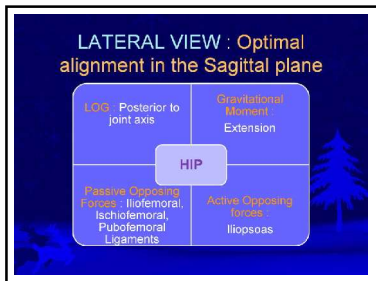 LATERAL VIEW : Optimal
alignment in the Sagittal plane
LOG : Posterior to
joint axis
Gravitational
Moment :
Extension
HIP
Passive Opposing
Forces : Iliofemoral,
Ischiofemoral,
Pubofemoral
Ligaments
Active Opposing
forces :
Iliopsoas